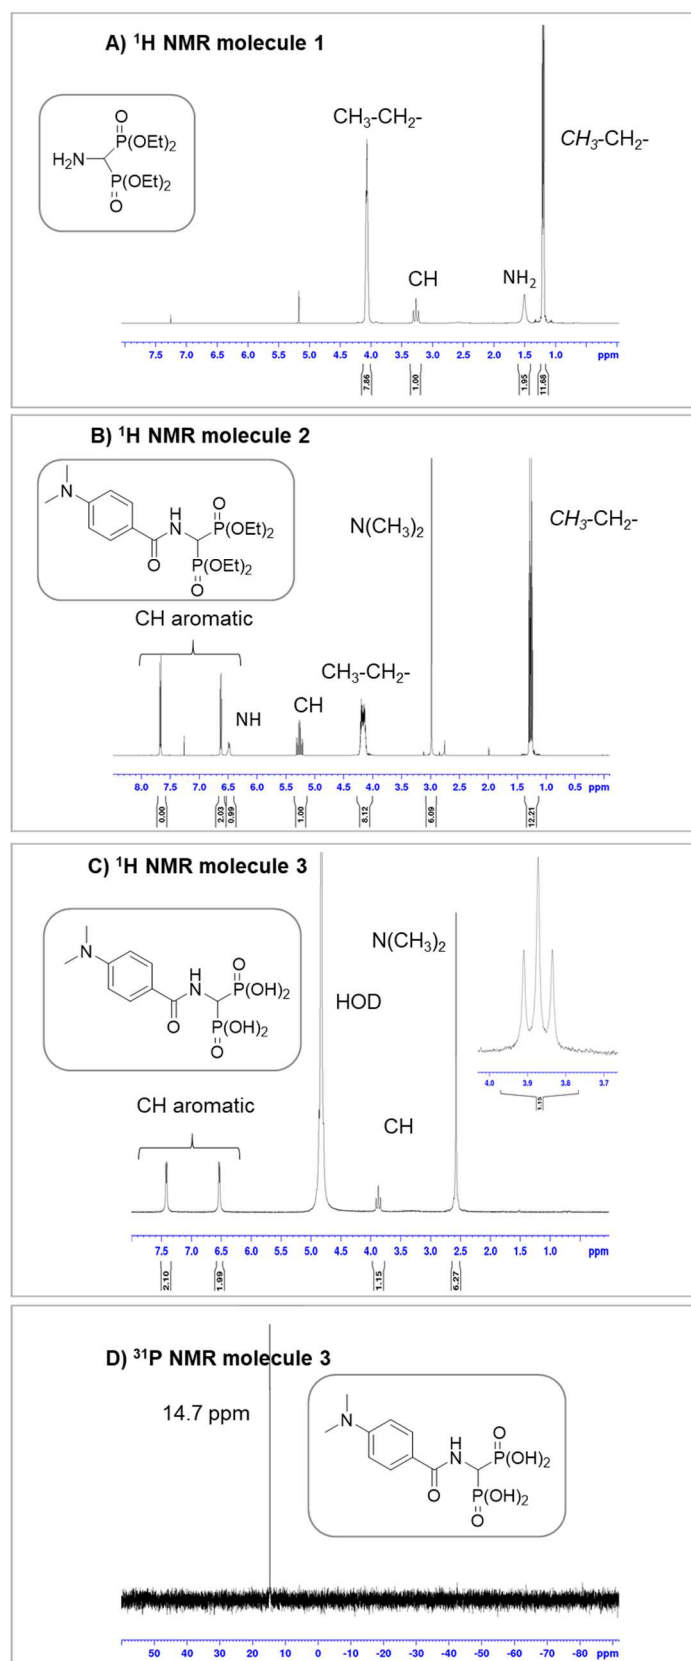 A) ¹H NMR molecule 1
O
P(OEt)₂
H₂N
P(OEt)₂
O
CH₃-CH₂-
CH₃-CH₂-
CH
NH₂
7.5 7.0 6.5 6.0 5.5 5.0 4.5 4.0 3.5 3.0 2.5 2.0 1.5 1.0 ppm
7.86 1.00 1.95 11.68
B) ¹H NMR molecule 2
N
H
N
O
P(OEt)₂
O
P(OEt)₂
O
N(CH₃)₂
CH₃-CH₂-
CH aromatic
CH₃-CH₂-
NH
CH
8.0 7.5 7.0 6.5 6.0 5.5 5.0 4.5 4.0 3.5 3.0 2.5 2.0 1.5 1.0 0.5 ppm
0.00 2.03 0.99 1.00 8.12 6.09 12.21
C) ¹H NMR molecule 3
N
H
N
O
P(OH)₂
O
P(OH)₂
O
N(CH₃)₂
HOD
4.0 3.9 3.8 3.7
1.15
CH aromatic
CH
7.5 7.0 6.5 6.0 5.5 5.0 4.5 4.0 3.5 3.0 2.5 2.0 1.5 1.0 ppm
2.10 1.99 1.15 6.27
D) ³¹P NMR molecule 3
14.7 ppm
N
H
N
O
P(OH)₂
O
P(OH)₂
O
50 40 30 20 10 0 -10 -20 -30 -40 -50 -60 -70 -80 ppm